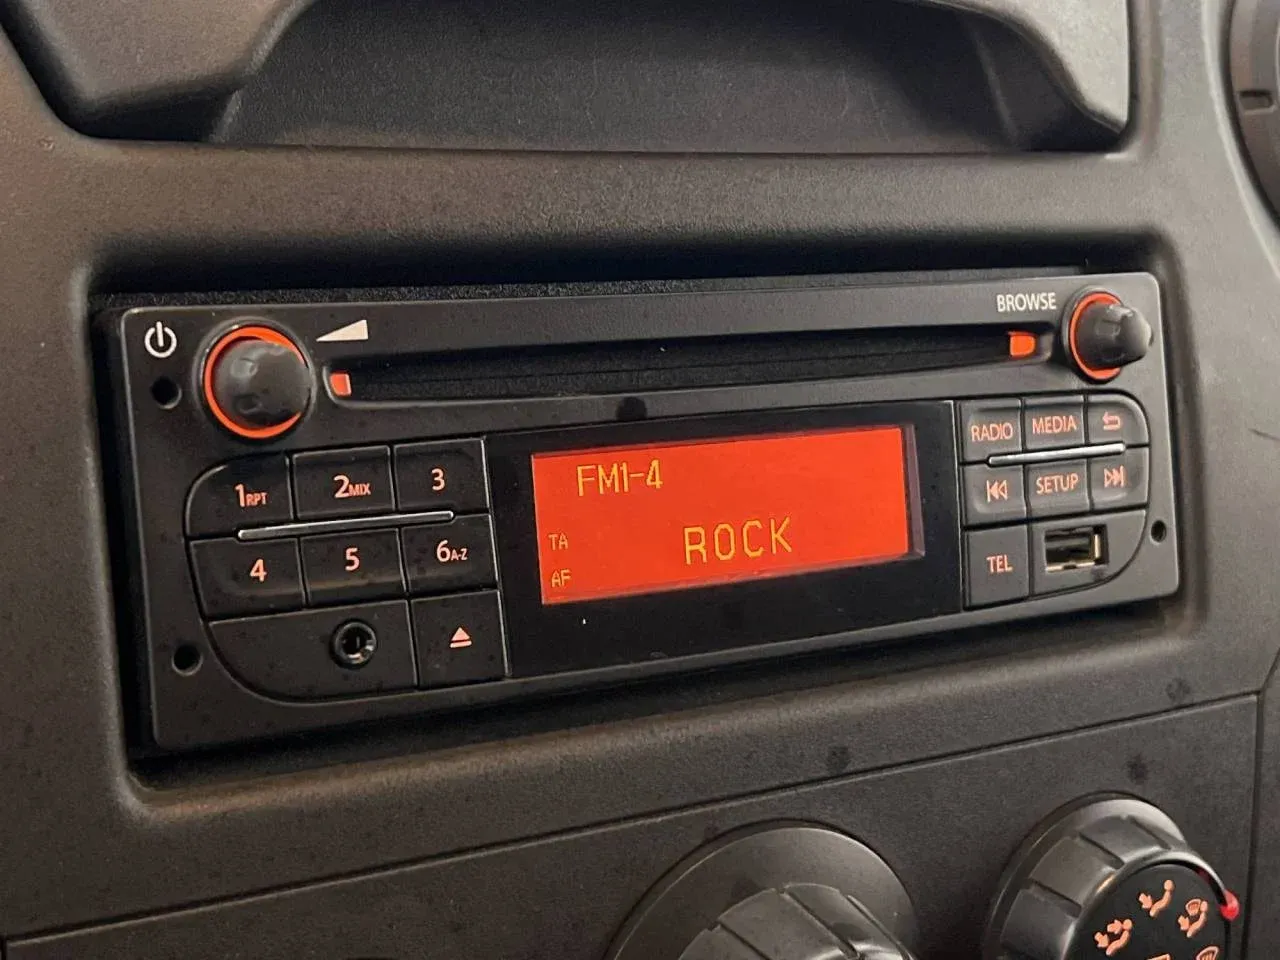 BROWSE
FM1-4
TA
ROCK
AF
1RPT
2MIX
3
4
5
6A-Z
RADIO
MEDIA
SETUP
TEL